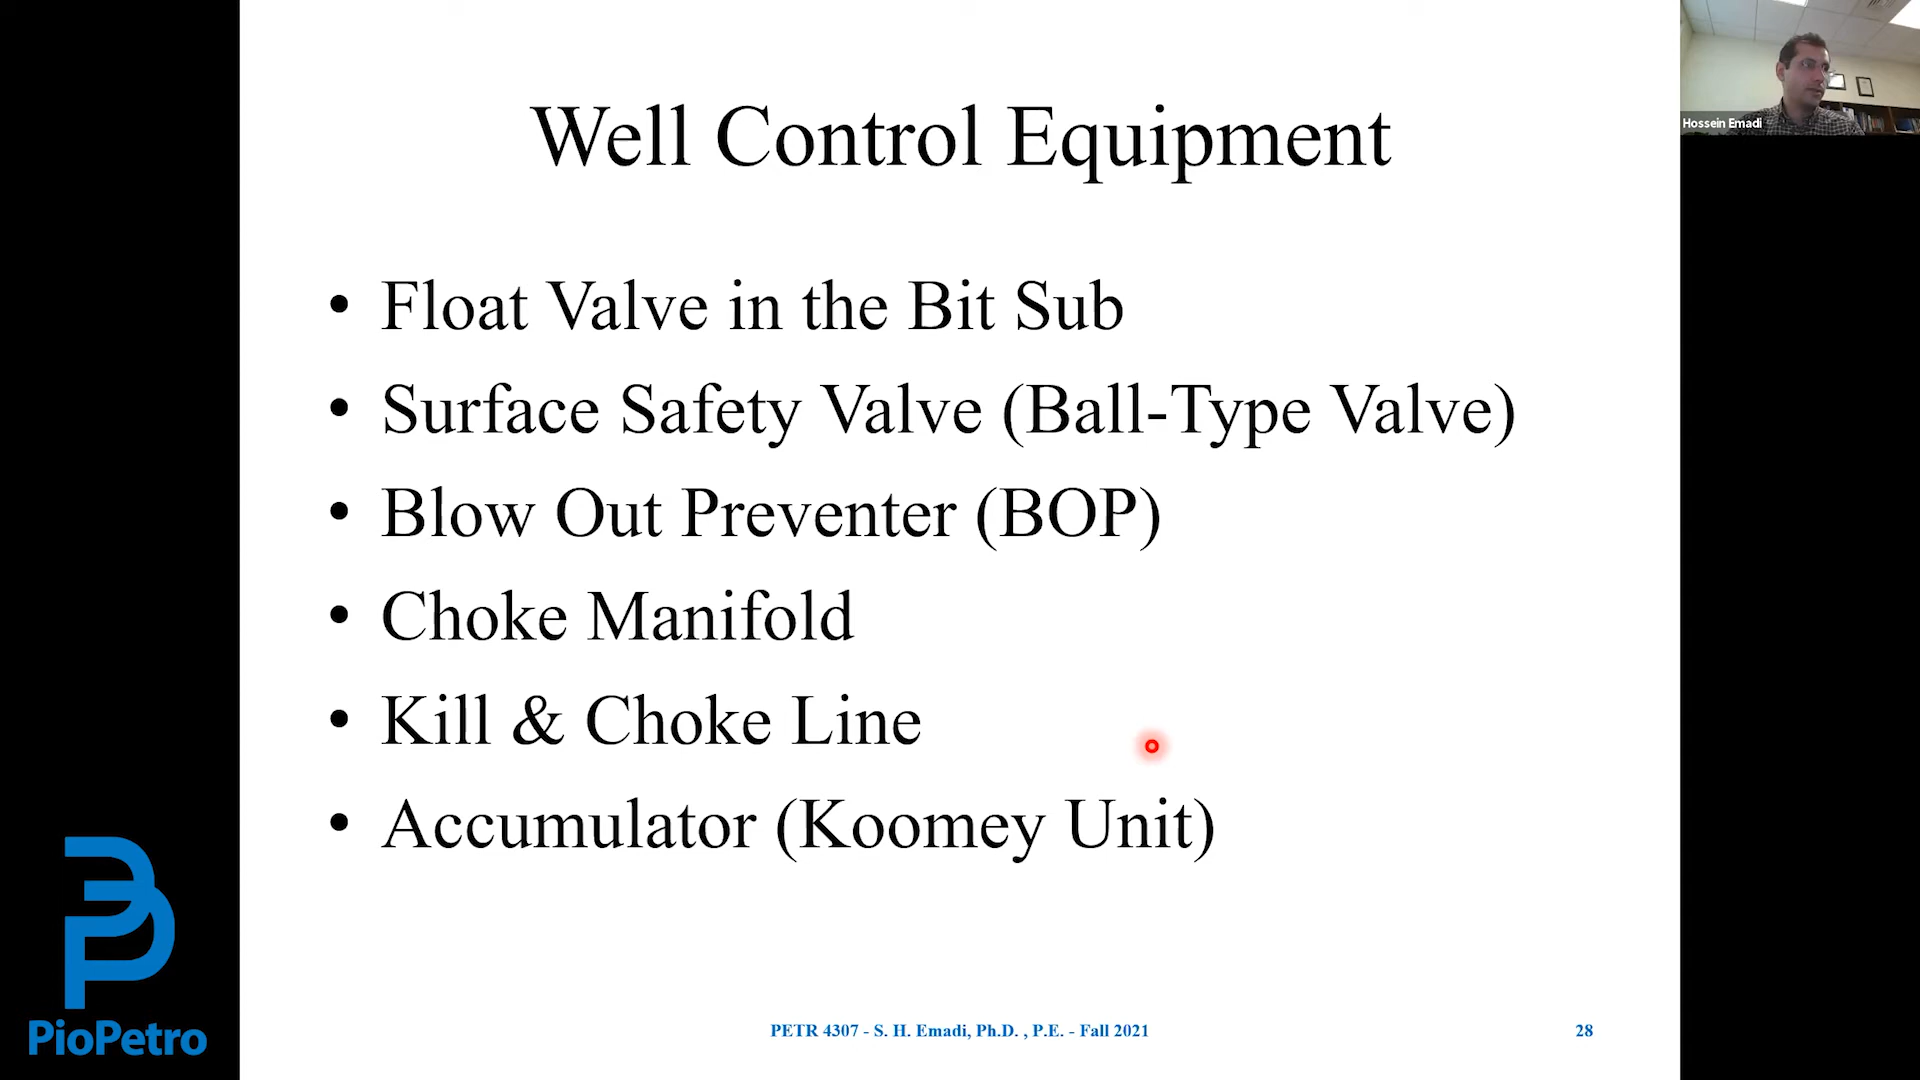 Well Control Equipment
Hossein Emadi
• Float Valve in the Bit Sub
• Surface Safety Valve (Ball-Type Valve)
• Blow Out Preventer (BOP)
• Choke Manifold
• Kill & Choke Line
• Accumulator (Koomey Unit)
PioPetro
PETR 4307 - S. H. Emadi, Ph.D. , P.E. - Fall 2021
28